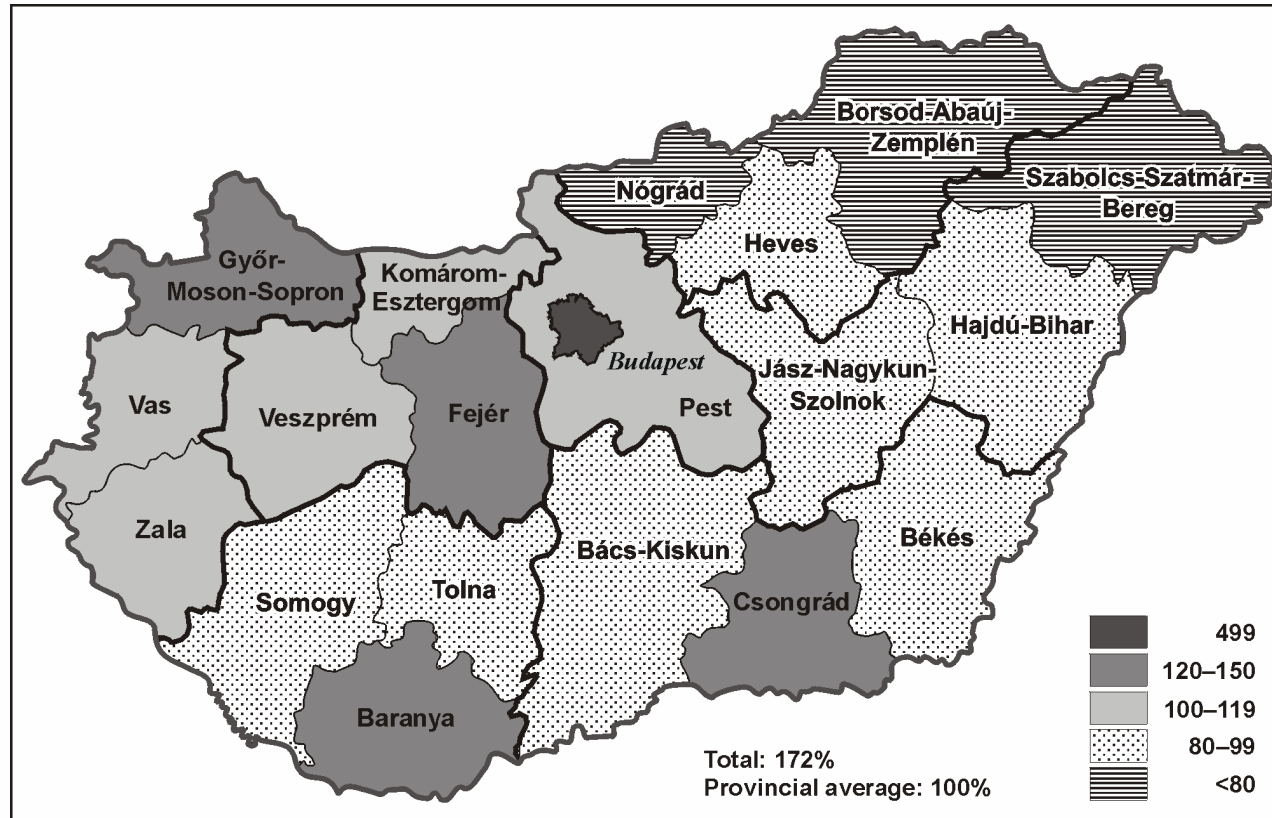 Borsod-Abaúj-
Zemplén
Szabolcs-Szatmár-
Bereg
Nógrád
Heves
Győr-
Moson-Sopron
Komárom-
Esztergom
Hajdú-Bihar
Budapest
Jász-Nagykun-
Szolnok
Vas
Veszprém
Fejér
Pest
Zala
Bács-Kiskun
Békés
Somogy
Tolna
Csongrád
Baranya
499
120–150
100–119
80–99
<80
Total: 172%
Provincial average: 100%